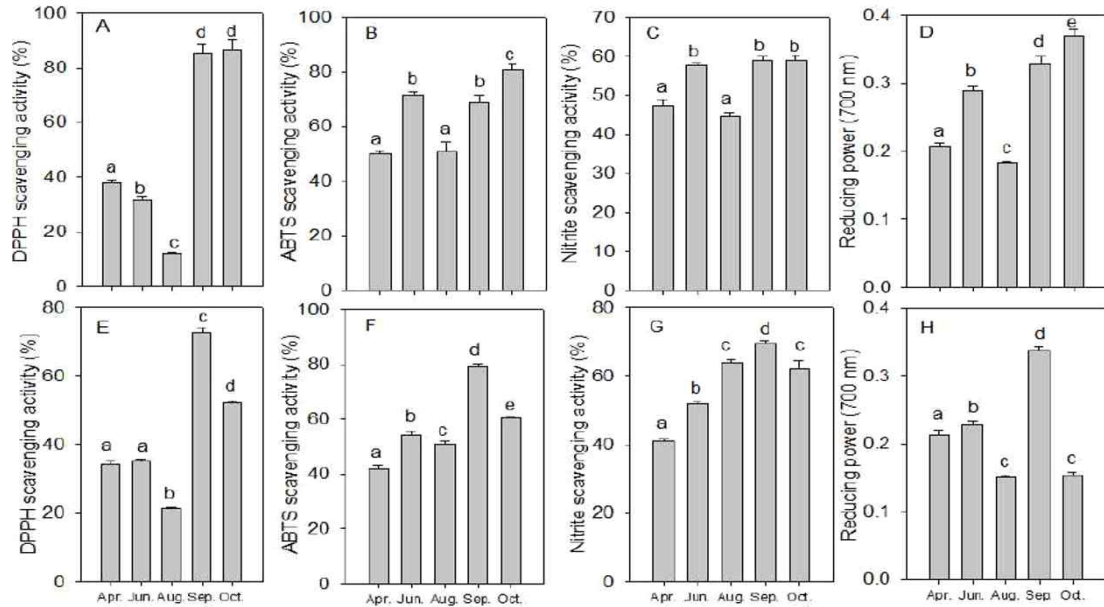 A
DPPH scavenging activity (%)
100
80
60
40
20
0
a
b
c
d
d
B
ABTS scavenging activity (%)
100
80
60
40
20
0
a
b
a
b
c
C
Nitrite scavenging activity (%)
70
60
50
40
30
20
10
0
a
b
a
b
b
D
Reducing power (700 nm)
0.4
0.3
0.2
0.1
0.0
a
b
c
d
e
E
DPPH scavenging activity (%)
80
60
40
20
0
a
a
b
c
d
Apr. Jun. Aug. Sep. Oct.
F
ABTS scavenging activity (%)
100
80
60
40
20
0
a
b
c
d
e
Apr. Jun. Aug. Sep. Oct.
G
Nitrite scavenging activity (%)
80
60
40
20
0
a
b
c
d
c
Apr. Jun. Aug. Sep. Oct.
H
Reducing power (700 nm)
0.4
0.3
0.2
0.1
0.0
a
b
c
d
c
Apr. Jun. Aug. Sep. Oct.